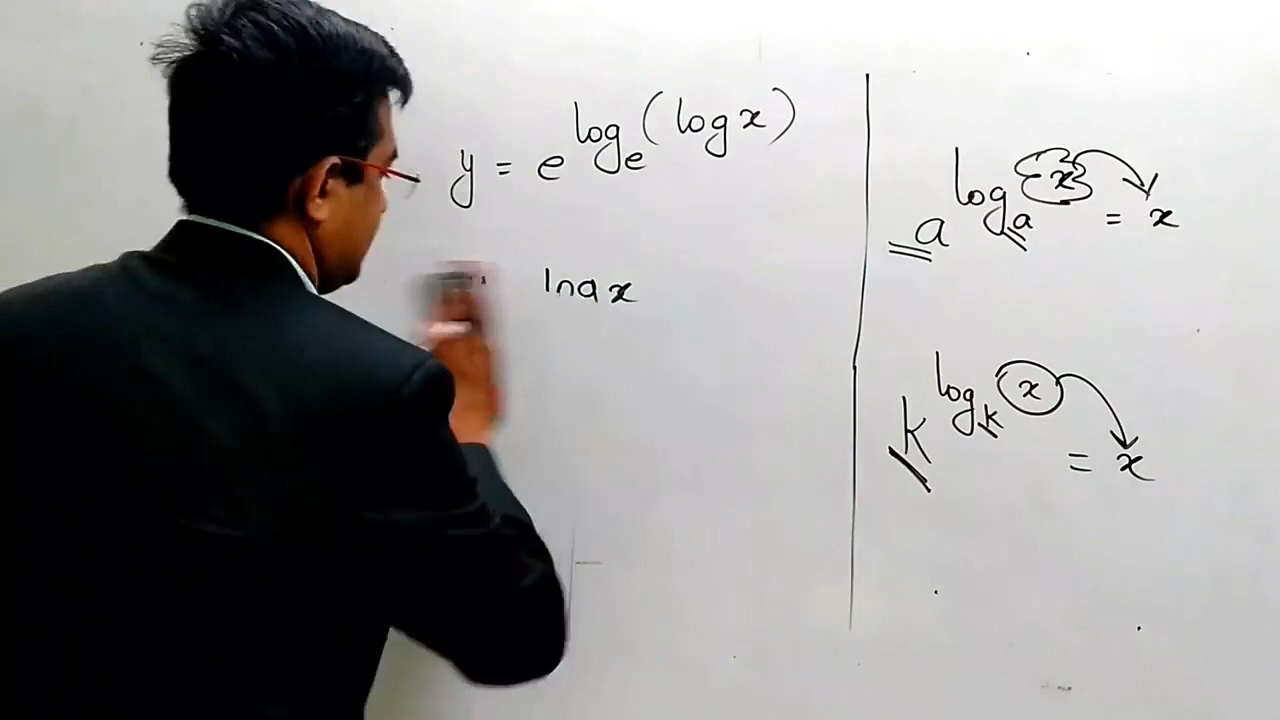 y = e^log_e(log x)
ln a x
a^log_a{x} = x
k^log_k x = x